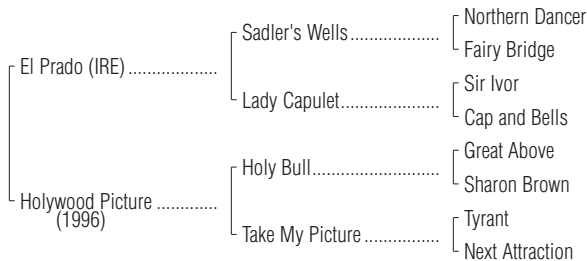 Northern Dancer
Sadler's Wells
Fairy Bridge
El Prado (IRE)
Sir Ivor
Lady Capulet
Cap and Bells
Great Above
Holy Bull
Sharon Brown
Holywood Picture
(1996)
Tyrant
Take My Picture
Next Attraction